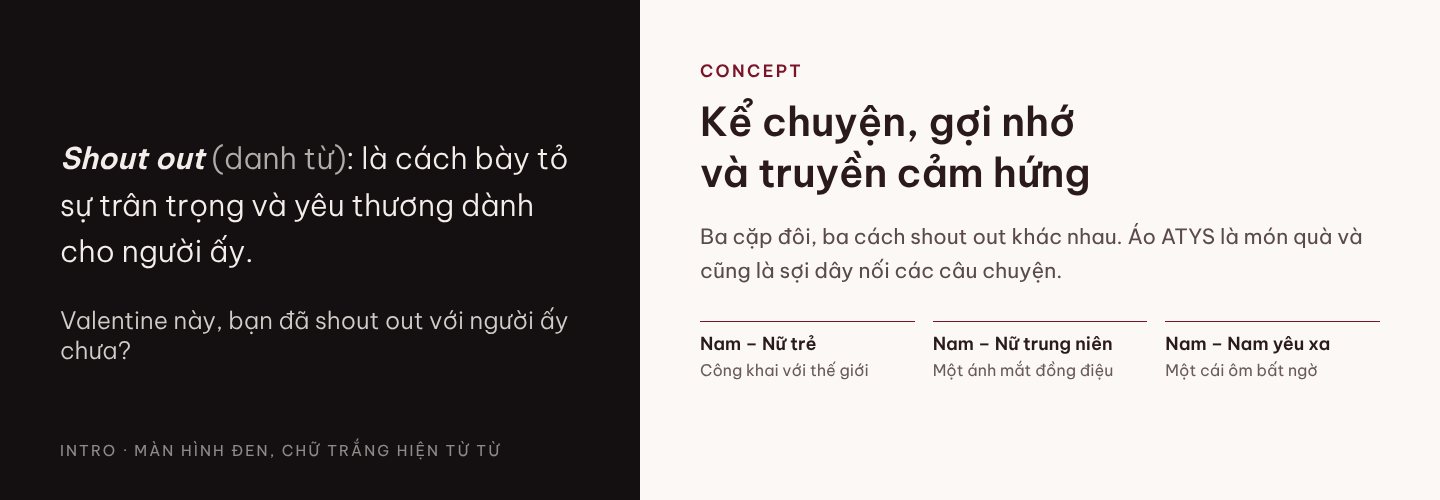 Shout out (danh từ): là cách bày tỏ
sự trân trọng và yêu thương dành
cho người ấy.
Valentine này, bạn đã shout out với người ấy
chưa?
INTRO · MÀN HÌNH ĐEN, CHỮ TRẮNG HIỆN TỪ TỪ
CONCEPT
Kể chuyện, gợi nhớ
và truyền cảm hứng
Ba cặp đôi, ba cách shout out khác nhau. Áo ATYS là món quà và
cũng là sợi dây nối các câu chuyện.
Nam – Nữ trẻ
Công khai với thế giới
Nam – Nữ trung niên
Một ánh mắt đồng điệu
Nam – Nam yêu xa
Một cái ôm bất ngờ